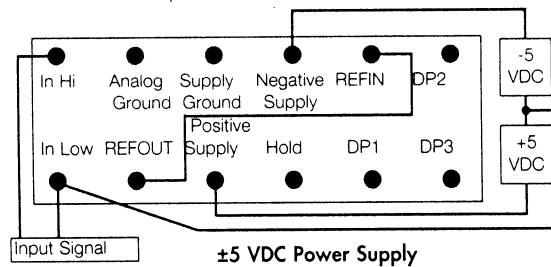 -5
VDC
In Hi
Analog
Ground
Supply
Ground
Negative
Supply
REFIN
DP2
+5
VDC
In Low
REFOUT
Positive
Supply
Hold
DP1
DP3
Input Signal
±5 VDC Power Supply